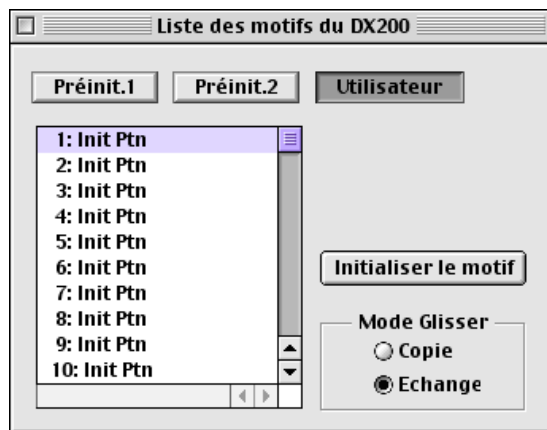 Liste des motifs du DX200
Préinit.1 Préinit.2 Utilisateur
1: Init Ptn
2: Init Ptn
3: Init Ptn
4: Init Ptn
5: Init Ptn
6: Init Ptn
7: Init Ptn
8: Init Ptn
9: Init Ptn
10: Init Ptn
Initialiser le motif
Mode Glisser
Copie
Echange